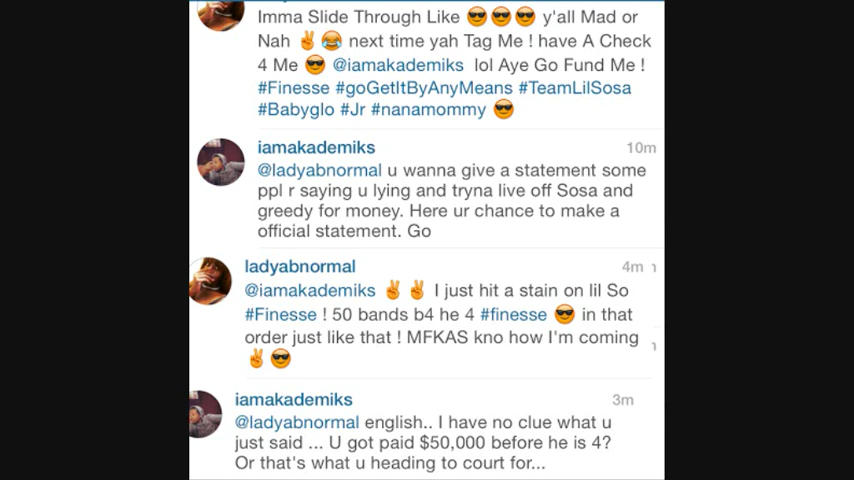 Imma Slide Through Like 😎😎😎 y'all Mad or
Nah ✌️😂 next time yah Tag Me ! have A Check
4 Me 😎 @iamakademiks lol Aye Go Fund Me !
#Finesse #goGetItByAnyMeans #TeamLilSosa
#Babyglo #Jr #nanamommy 😎
iamakademiks 10m
@ladyabnormal u wanna give a statement some
ppl r saying u lying and tryna live off Sosa and
greedy for money. Here ur chance to make a
official statement. Go
ladyabnormal 4m
@iamakademiks ✌️✌️ I just hit a stain on lil So
#Finesse ! 50 bands b4 he 4 #finesse 😎 in that
order just like that ! MFKAS kno how I'm coming
✌️😎
iamakademiks 3m
@ladyabnormal english.. I have no clue what u
just said ... U got paid $50,000 before he is 4?
Or that's what u heading to court for...